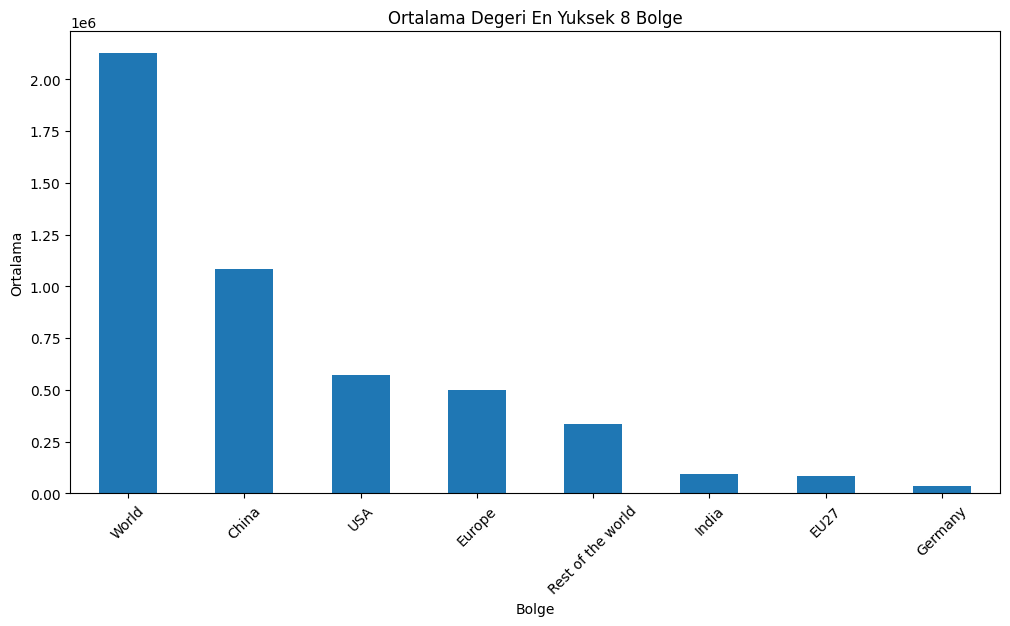 Ortalama Degeri En Yuksek 8 Bolge
1e6
2.00
1.75
1.50
1.25
1.00
0.75
0.50
0.25
0.00
Ortalama
World
China
USA
Europe
Rest of the world
India
EU27
Germany
Bolge